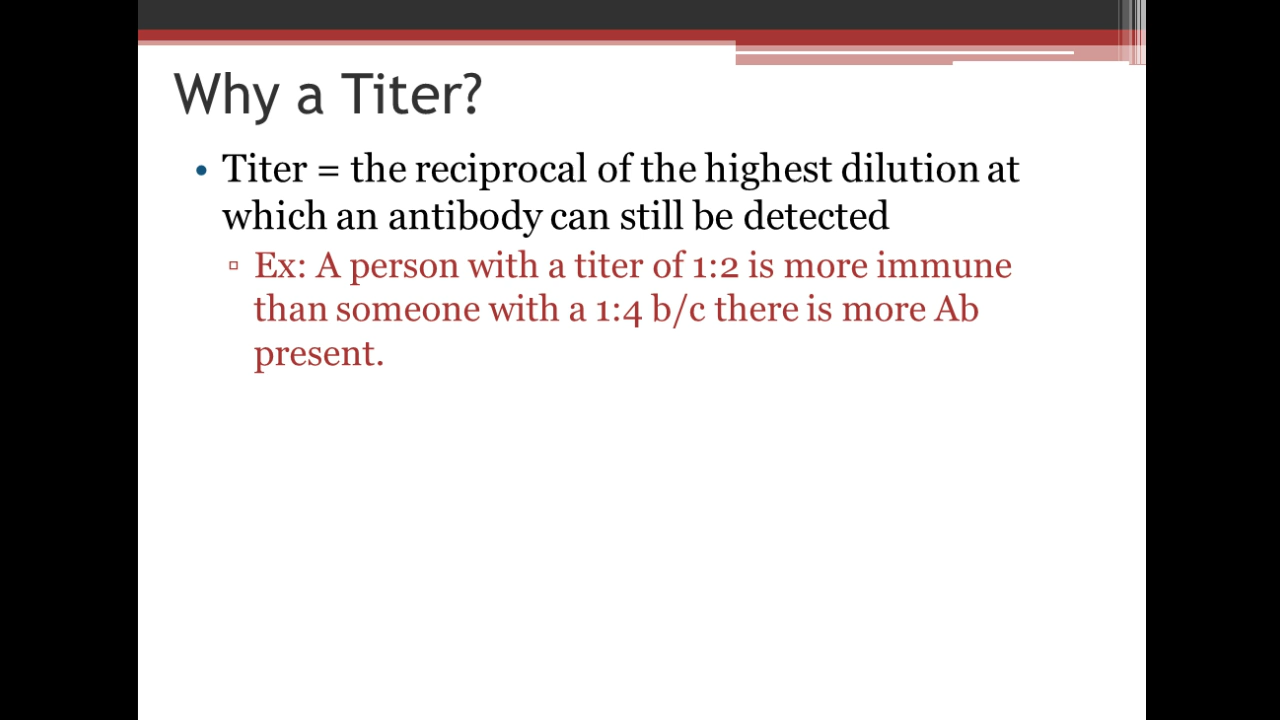 Why a Titer?
• Titer = the reciprocal of the highest dilution at
which an antibody can still be detected
▫ Ex: A person with a titer of 1:2 is more immune
than someone with a 1:4 b/c there is more Ab
present.